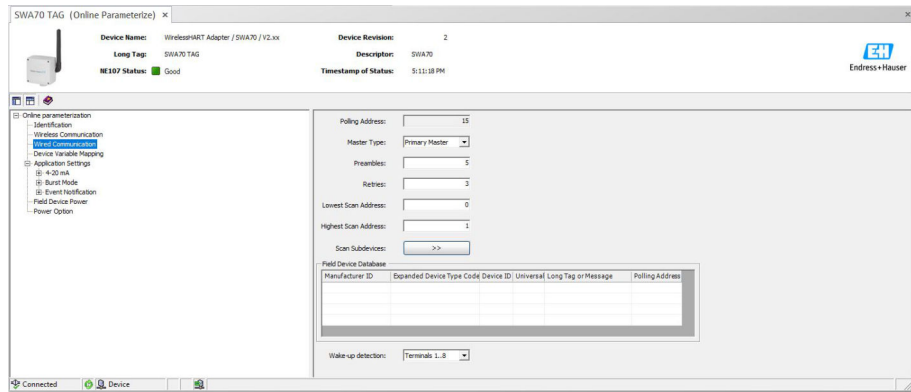 SWA70 TAG (Online Parameterize) ×
Device Name: WirelessHART Adapter / SWA70 / V2.xx Device Revision: 2
Long Tag: SWA70 TAG Descriptor: SWA70
NE107 Status: Good Timestamp of Status: 5:11:18 PM
EH
Endress+Hauser
Online parameterization
Identification
Wireless Communication
Wired Communication
Device Variable Mapping
Application Settings
4-20 mA
Burst Mode
Event Notification
Field Device Power
Power Option
Polling Address: 15
Master Type: Primary Master
Preambles: 5
Retries: 3
Lowest Scan Address: 0
Highest Scan Address: 1
Scan Subdevices: >>
Field Device Database
Manufacturer ID Expanded Device Type Code Device ID Universal Long Tag or Message Polling Address
Wake-up detection: Terminals 1..8
Connected Device